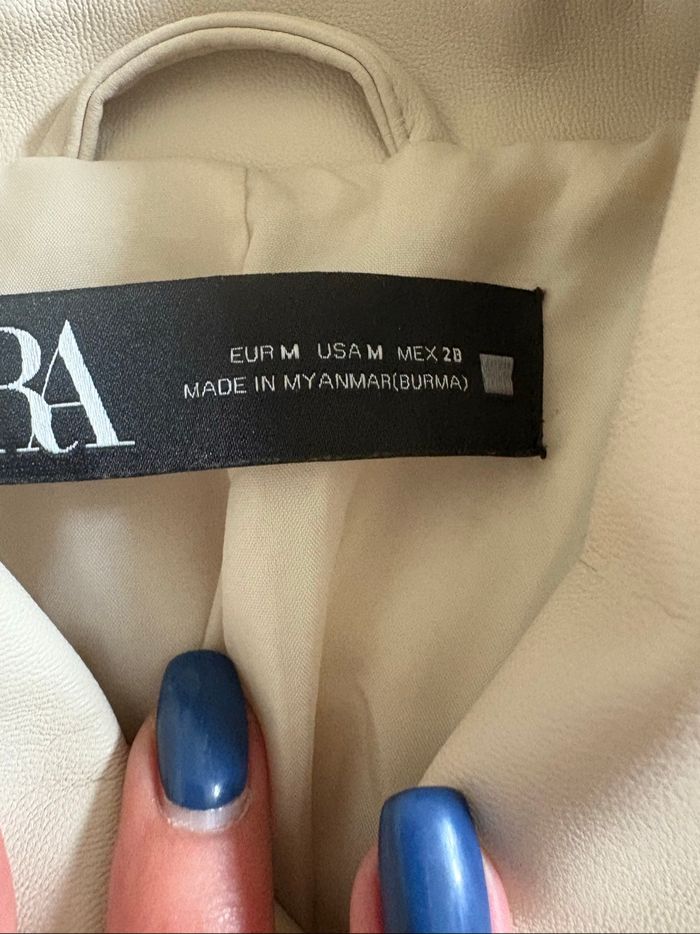 RA
EUR M USA M MEX 28
MADE IN MYANMAR(BURMA)